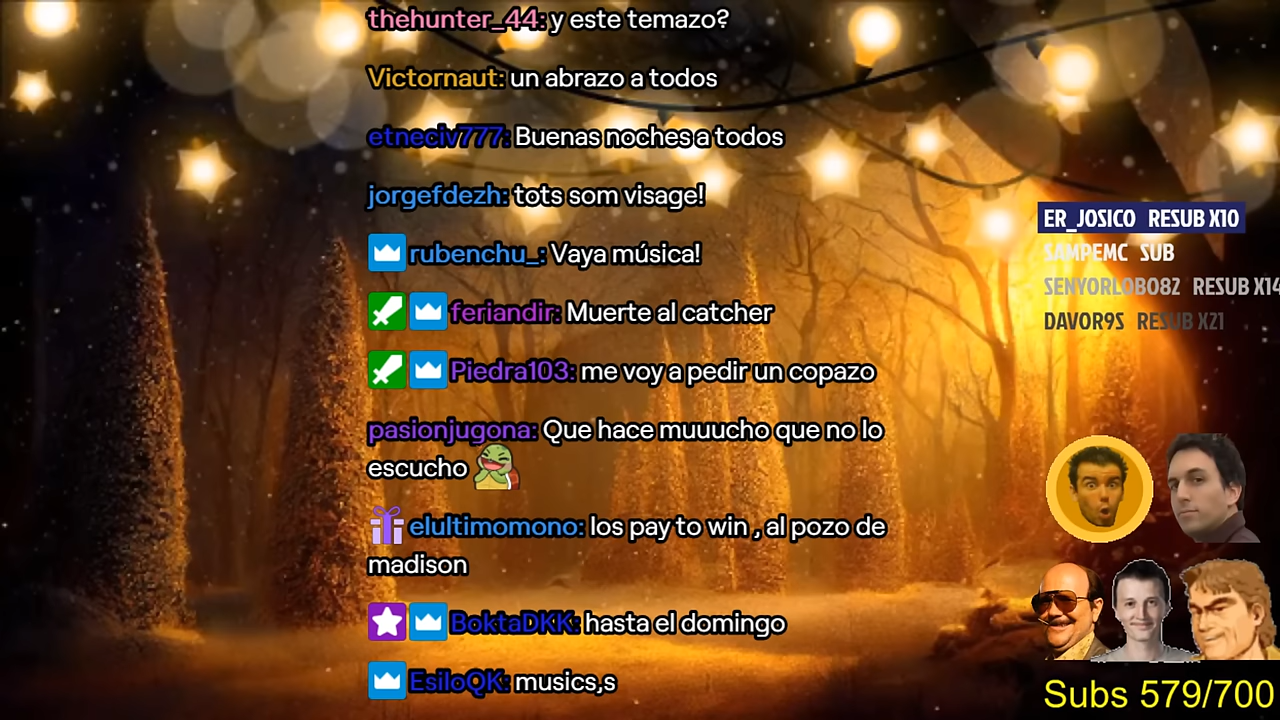 thehunter_44: y este temazo?
Victornaut: un abrazo a todos
etneciv777: Buenas noches a todos
jorgefdezh: tots som visage!
rubenchu_: Vaya música!
feriandir: Muerte al catcher
Piedra103: me voy a pedir un copazo
pasionjugona: Que hace muuucho que no lo
escucho
elultimomono: los pay to win , al pozo de
madison
BoktaDKK: hasta el domingo
EsiloQK: musics,s
ER_JOSICO RESUB X10
SAMPEMC SUB
SENYORLOBO82 RESUB X14
DAVOR9S RESUB X21
Subs 579/700